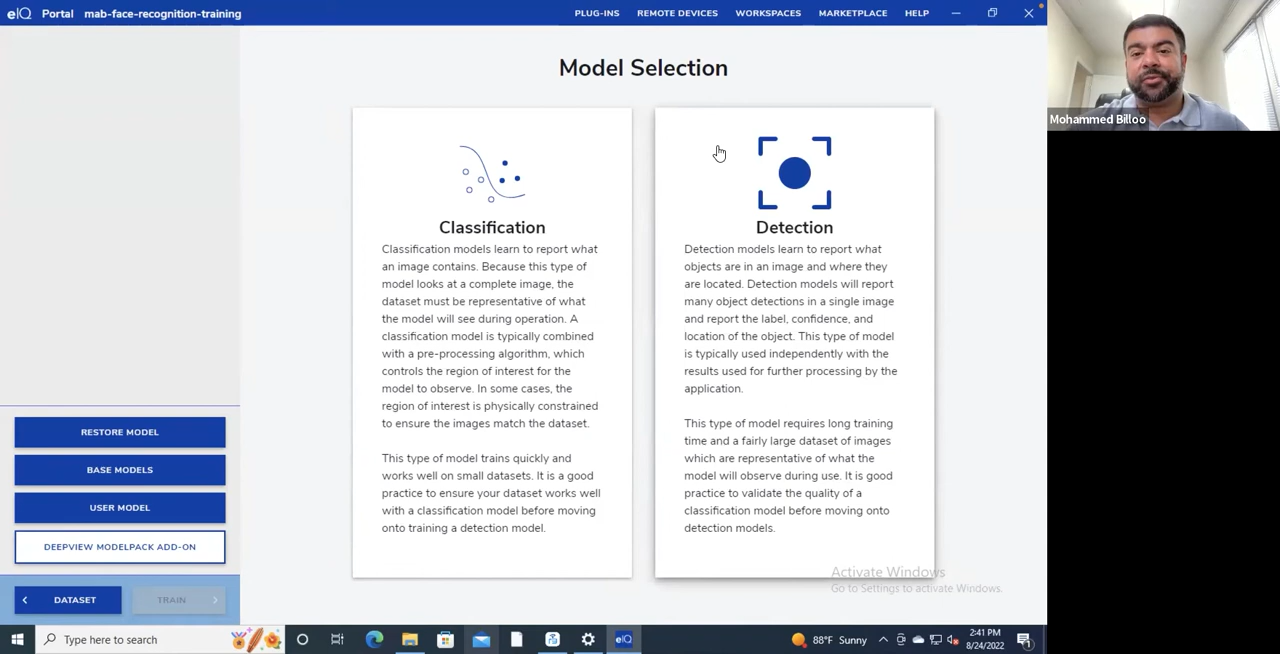 eIQ Portal mab-face-recognition-training PLUG-INS REMOTE DEVICES WORKSPACES MARKETPLACE HELP
Mohammed Billoo
Model Selection
Classification
Classification models learn to report what
an image contains. Because this type of
model looks at a complete image, the
dataset must be representative of what
the model will see during operation. A
classification model is typically combined
with a pre-processing algorithm, which
controls the region of interest for the
model to observe. In some cases, the
region of interest is physically constrained
to ensure the images match the dataset.
This type of model trains quickly and
works well on small datasets. It is a good
practice to ensure your dataset works well
with a classification model before moving
onto training a detection model.
Detection
Detection models learn to report what
objects are in an image and where they
are located. Detection models will report
many object detections in a single image
and report the label, confidence, and
location of the object. This type of model
is typically used independently with the
results used for further processing by the
application.
This type of model requires long training
time and a fairly large dataset of images
which are representative of what the
model will observe during use. It is good
practice to validate the quality of a
classification model before moving onto
detection models.
RESTORE MODEL
BASE MODELS
USER MODEL
DEEPVIEW MODELPACK ADD-ON
DATASET
TRAIN
Activate Windows
Go to Settings to activate Windows.
Type here to search
eIQ
88°F Sunny
2:41 PM
8/24/2022
1